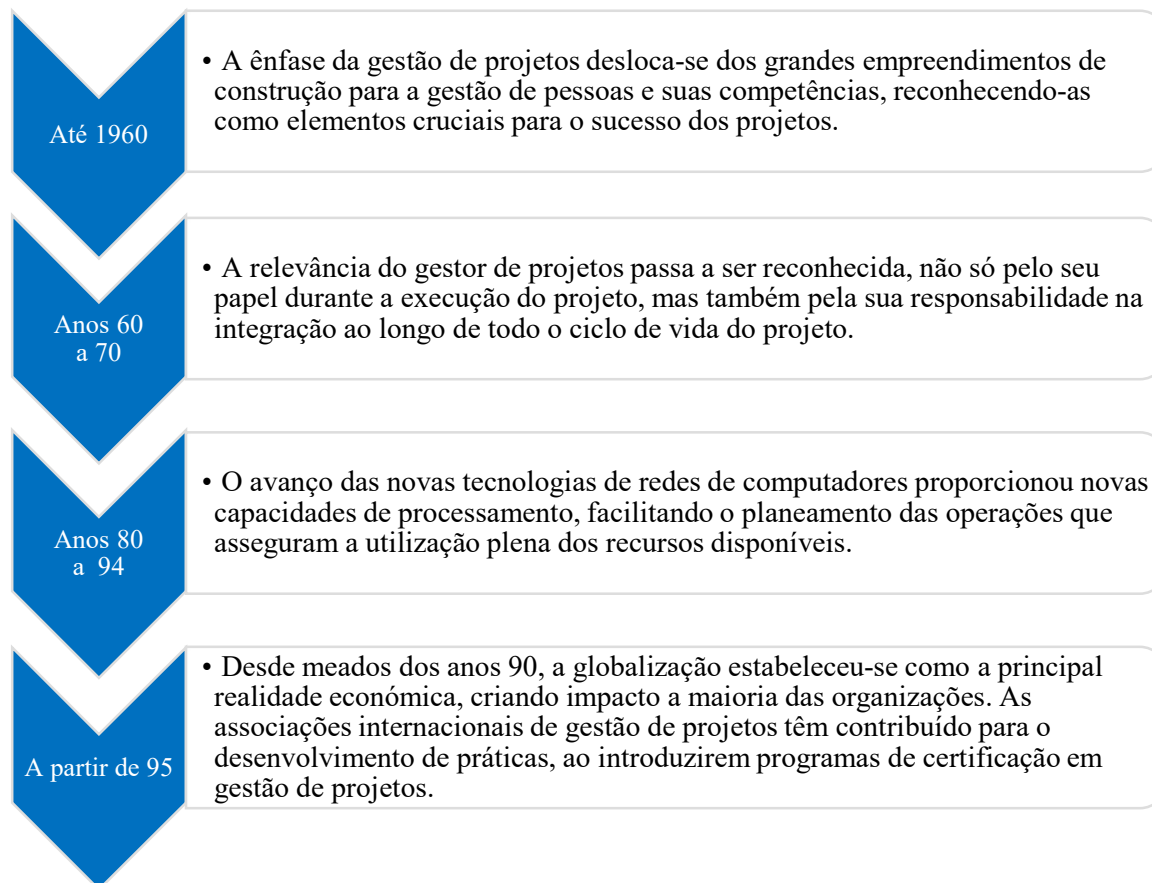 Até 1960
• A ênfase da gestão de projetos desloca-se dos grandes empreendimentos de
construção para a gestão de pessoas e suas competências, reconhecendo-as
como elementos cruciais para o sucesso dos projetos.
Anos 60
a 70
• A relevância do gestor de projetos passa a ser reconhecida, não só pelo seu
papel durante a execução do projeto, mas também pela sua responsabilidade na
integração ao longo de todo o ciclo de vida do projeto.
Anos 80
a 94
• O avanço das novas tecnologias de redes de computadores proporcionou novas
capacidades de processamento, facilitando o planeamento das operações que
asseguram a utilização plena dos recursos disponíveis.
A partir de 95
• Desde meados dos anos 90, a globalização estabeleceu-se como a principal
realidade económica, criando impacto a maioria das organizações. As
associações internacionais de gestão de projetos têm contribuído para o
desenvolvimento de práticas, ao introduzirem programas de certificação em
gestão de projetos.